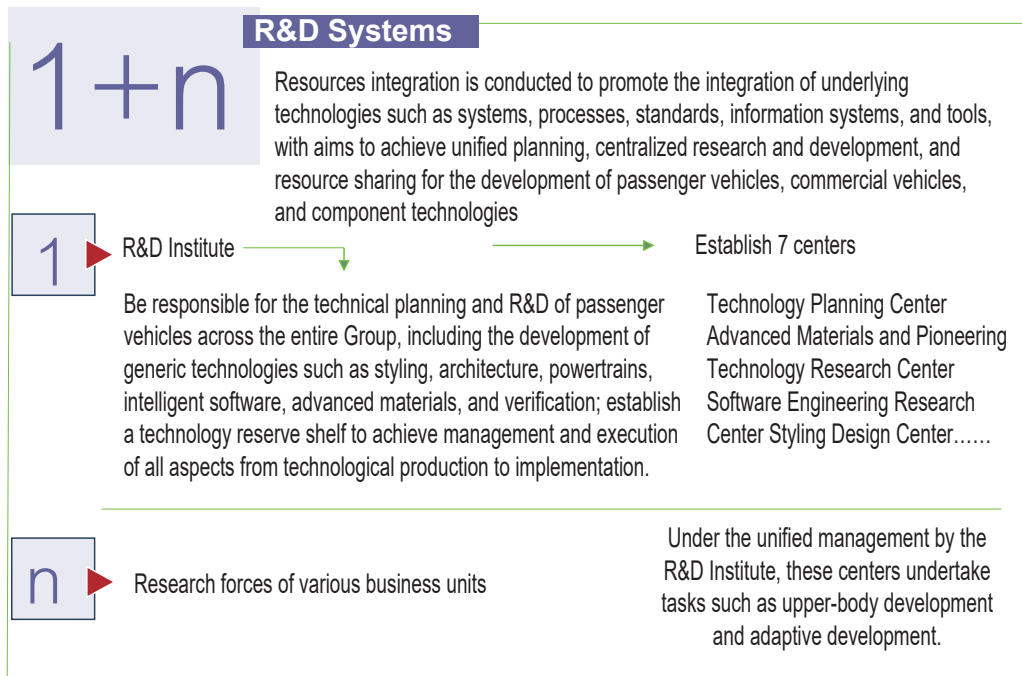 1+n
R&D Systems
Resources integration is conducted to promote the integration of underlying
technologies such as systems, processes, standards, information systems, and tools,
with aims to achieve unified planning, centralized research and development, and
resource sharing for the development of passenger vehicles, commercial vehicles,
and component technologies
1
R&D Institute
Establish 7 centers
Be responsible for the technical planning and R&D of passenger
vehicles across the entire Group, including the development of
generic technologies such as styling, architecture, powertrains,
intelligent software, advanced materials, and verification; establish
a technology reserve shelf to achieve management and execution
of all aspects from technological production to implementation.
Technology Planning Center
Advanced Materials and Pioneering
Technology Research Center
Software Engineering Research
Center Styling Design Center……
n
Research forces of various business units
Under the unified management by the
R&D Institute, these centers undertake
tasks such as upper-body development
and adaptive development.